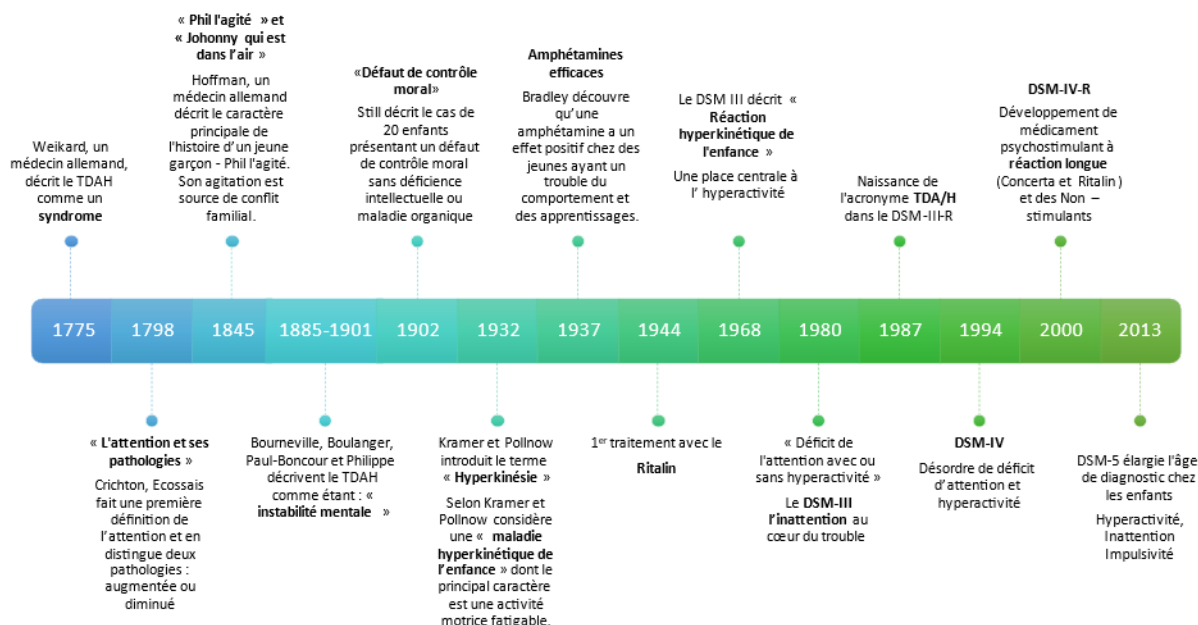 « Phil l'agité » et
« Johonny qui est
dans l'air »
Hoffman, un
médecin allemand
décrit le caractère
principale de
l'histoire d'un jeune
garçon - Phil l'agité.
Son agitation est
source de conflit
familial.
Weikard, un
médecin allemand,
décrit le TDAH
comme un
syndrome
«Défaut de contrôle
moral»
Still décrit le cas de
20 enfants
présentant un défaut
de contrôle moral
sans déficience
intellectuelle ou
maladie organique
Amphétamines
efficaces
Bradley découvre
qu'une
amphétamine a un
effet positif chez des
jeunes ayant un
trouble du
comportement et
des apprentissages.
Le DSM III décrit «
Réaction
hyperkinétique de
l'enfance »
Une place centrale à
l' hyperactivité
Naissance de
l'acronyme TDA/H
dans le DSM-III-R
DSM-IV-R
Développement de
médicament
psychostimulant à
réaction longue
(Concerta et Ritalin )
et des Non –
stimulants
1775 1798 1845 1885-1901 1902 1932 1937 1944 1968 1980 1987 1994 2000 2013
« L'attention et ses
pathologies »
Crichton, Ecossais
fait une première
définition de
l'attention et en
distingue deux
pathologies :
augmentée ou
diminué
Bourneville, Boulanger,
Paul-Boncour et Philippe
décrivent le TDAH
comme étant : «
instabilité mentale »
Kramer et Pollnow
introduit le terme
« Hyperkinésie »
Selon Kramer et
Pollnow considère
une « maladie
hyperkinétique de
l'enfance » dont le
principal caractère
est une activité
motrice fatigable.
1er traitement avec le
Ritalin
« Déficit de
l'attention avec ou
sans hyperactivité »
Le DSM-III
l'inattention au
cœur du trouble
DSM-IV
Désordre de déficit
d'attention et
hyperactivité
DSM-5 élargie l'âge
de diagnostic chez
les enfants
Hyperactivité,
Inattention
Impulsivité